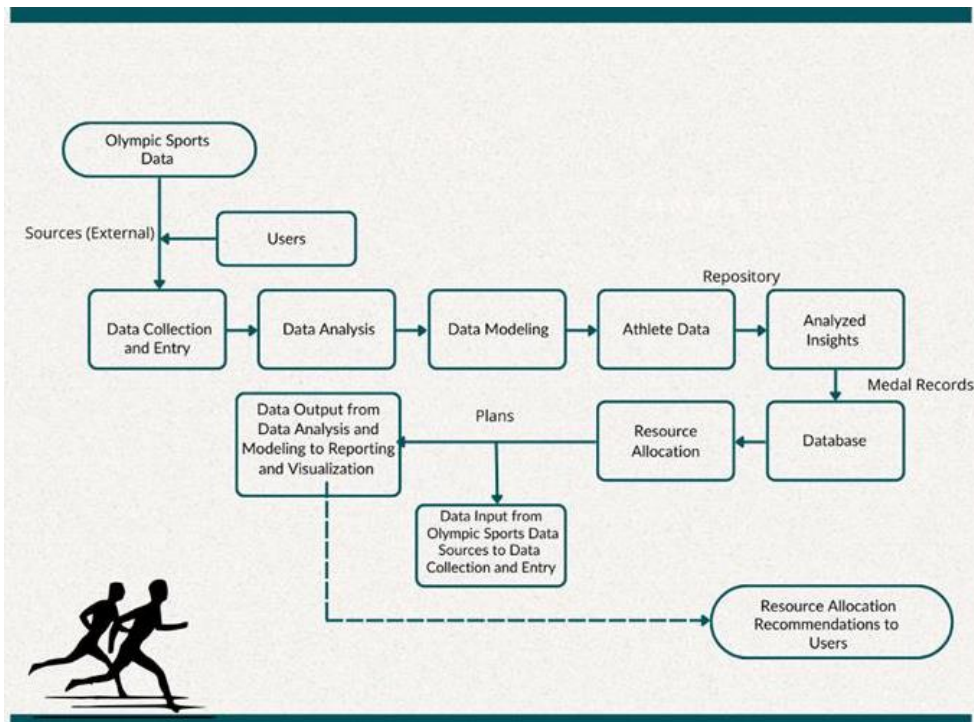 Olympic Sports
Data
Sources (External)
Users
Repository
Data Collection
and Entry
Data Analysis
Data Modeling
Athlete Data
Analyzed
Insights
Medal Records
Data Output from
Data Analysis and
Modeling to Reporting
and Visualization
Plans
Resource
Allocation
Database
Data Input from
Olympic Sports Data
Sources to Data
Collection and Entry
Resource Allocation
Recommendations to
Users